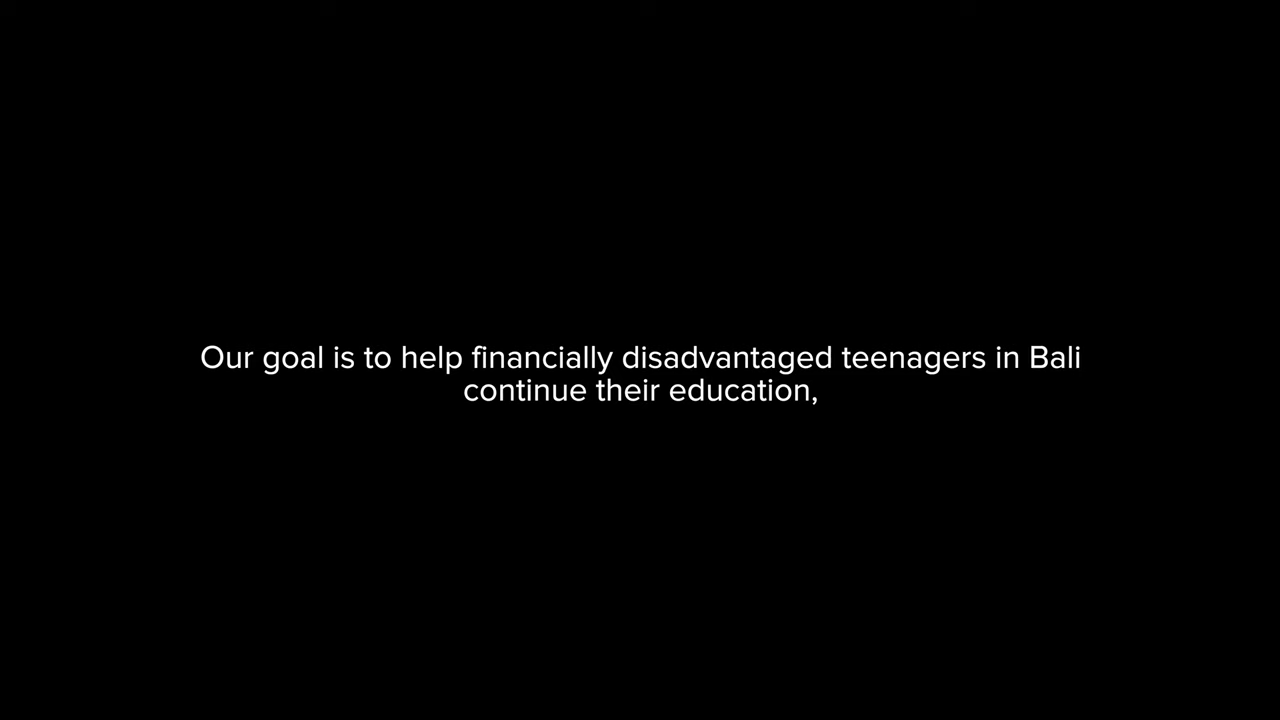 Our goal is to help financially disadvantaged teenagers in Bali
continue their education,